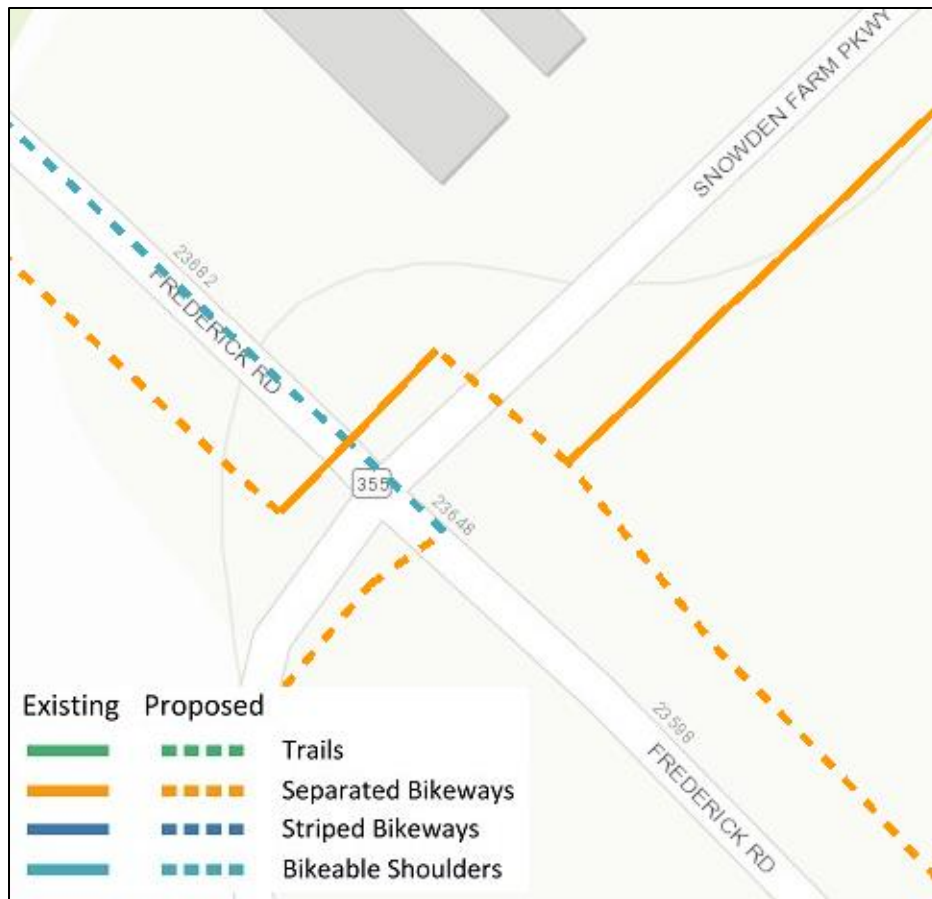 SNOWDEN FARM PKWY
23682
FREDERICK RD
355
23648
23598
FREDERICK RD
Existing Proposed
Trails
Separated Bikeways
Striped Bikeways
Bikeable Shoulders